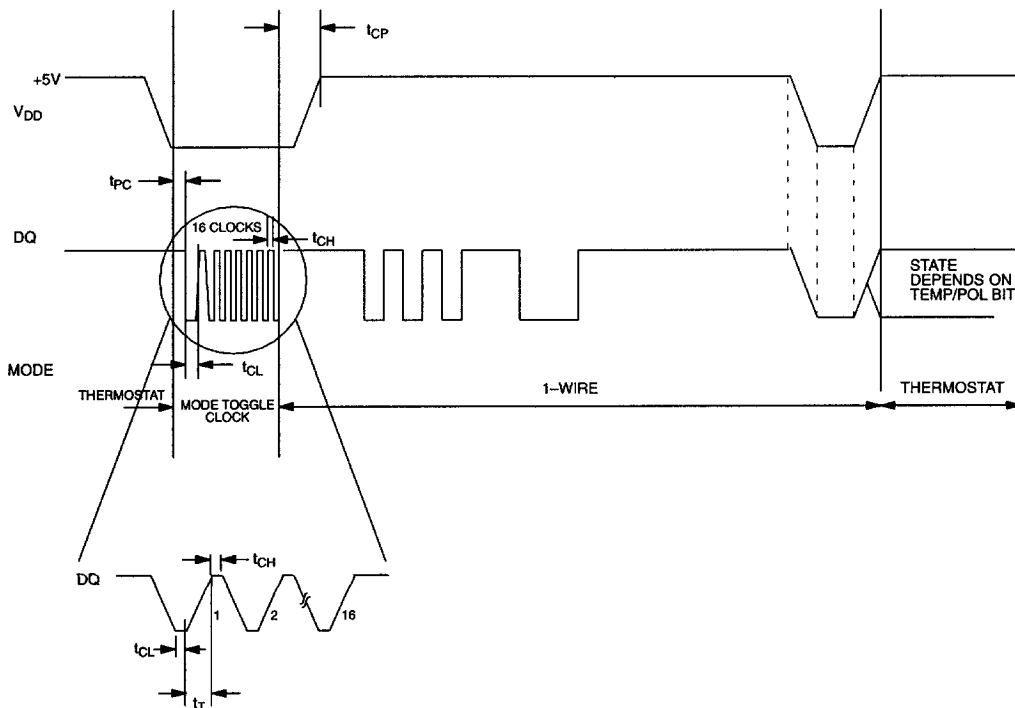 tCP
+5V
VDD
tPC
DQ
16 CLOCKS
tCH
STATE
DEPENDS ON
TEMP/POL BIT
tCL
MODE
THERMOSTAT
MODE TOGGLE
CLOCK
1-WIRE
THERMOSTAT
DQ
tCH
1
2
16
tCL
tT